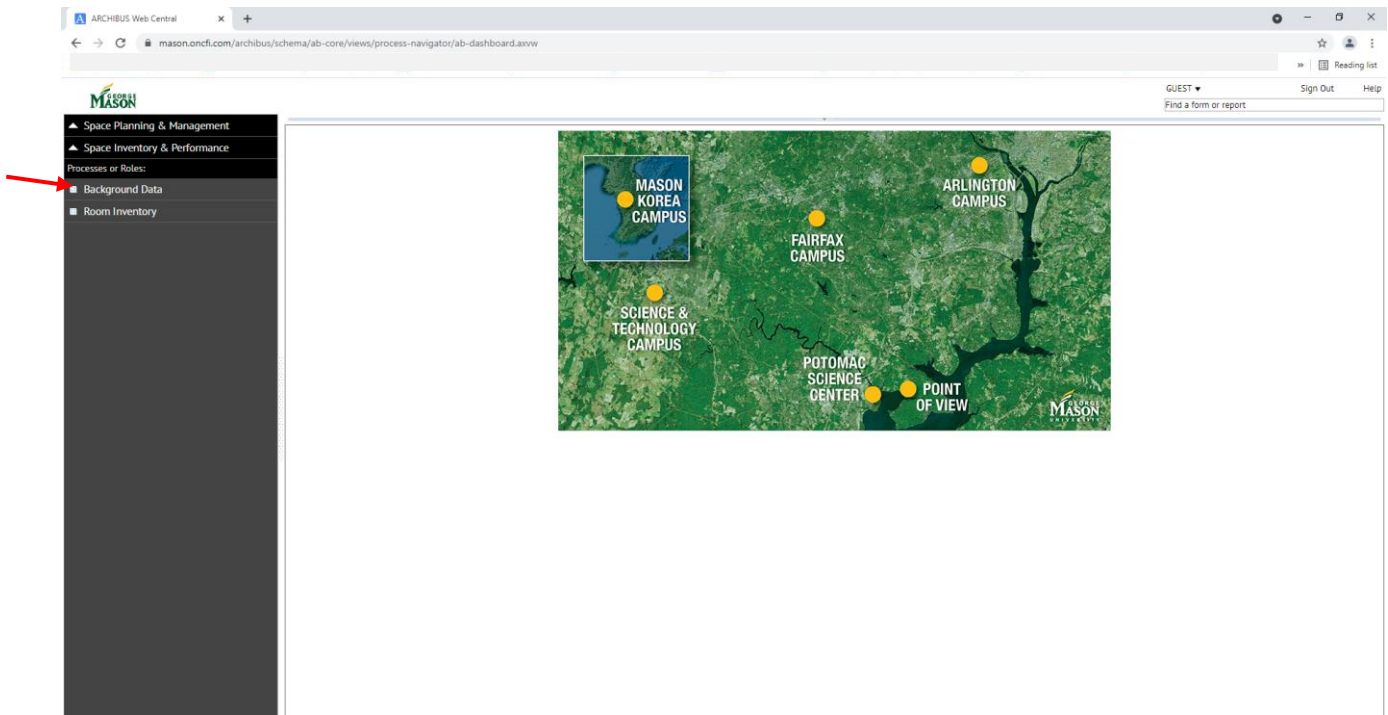 ARCHIBUS Web Central
mason.oncfi.com/archibus/schema/ab-core/views/process-navigator/ab-dashboard.axvw
» Reading list
GEORGE
MASON
GUEST ▾ Sign Out Help
Find a form or report
Space Planning & Management
Space Inventory & Performance
Processes or Roles:
Background Data
Room Inventory
MASON
KOREA
CAMPUS
ARLINGTON
CAMPUS
FAIRFAX
CAMPUS
SCIENCE &
TECHNOLOGY
CAMPUS
POTOMAC
SCIENCE
CENTER
POINT
OF VIEW
GEORGE
MASON
UNIVERSITY